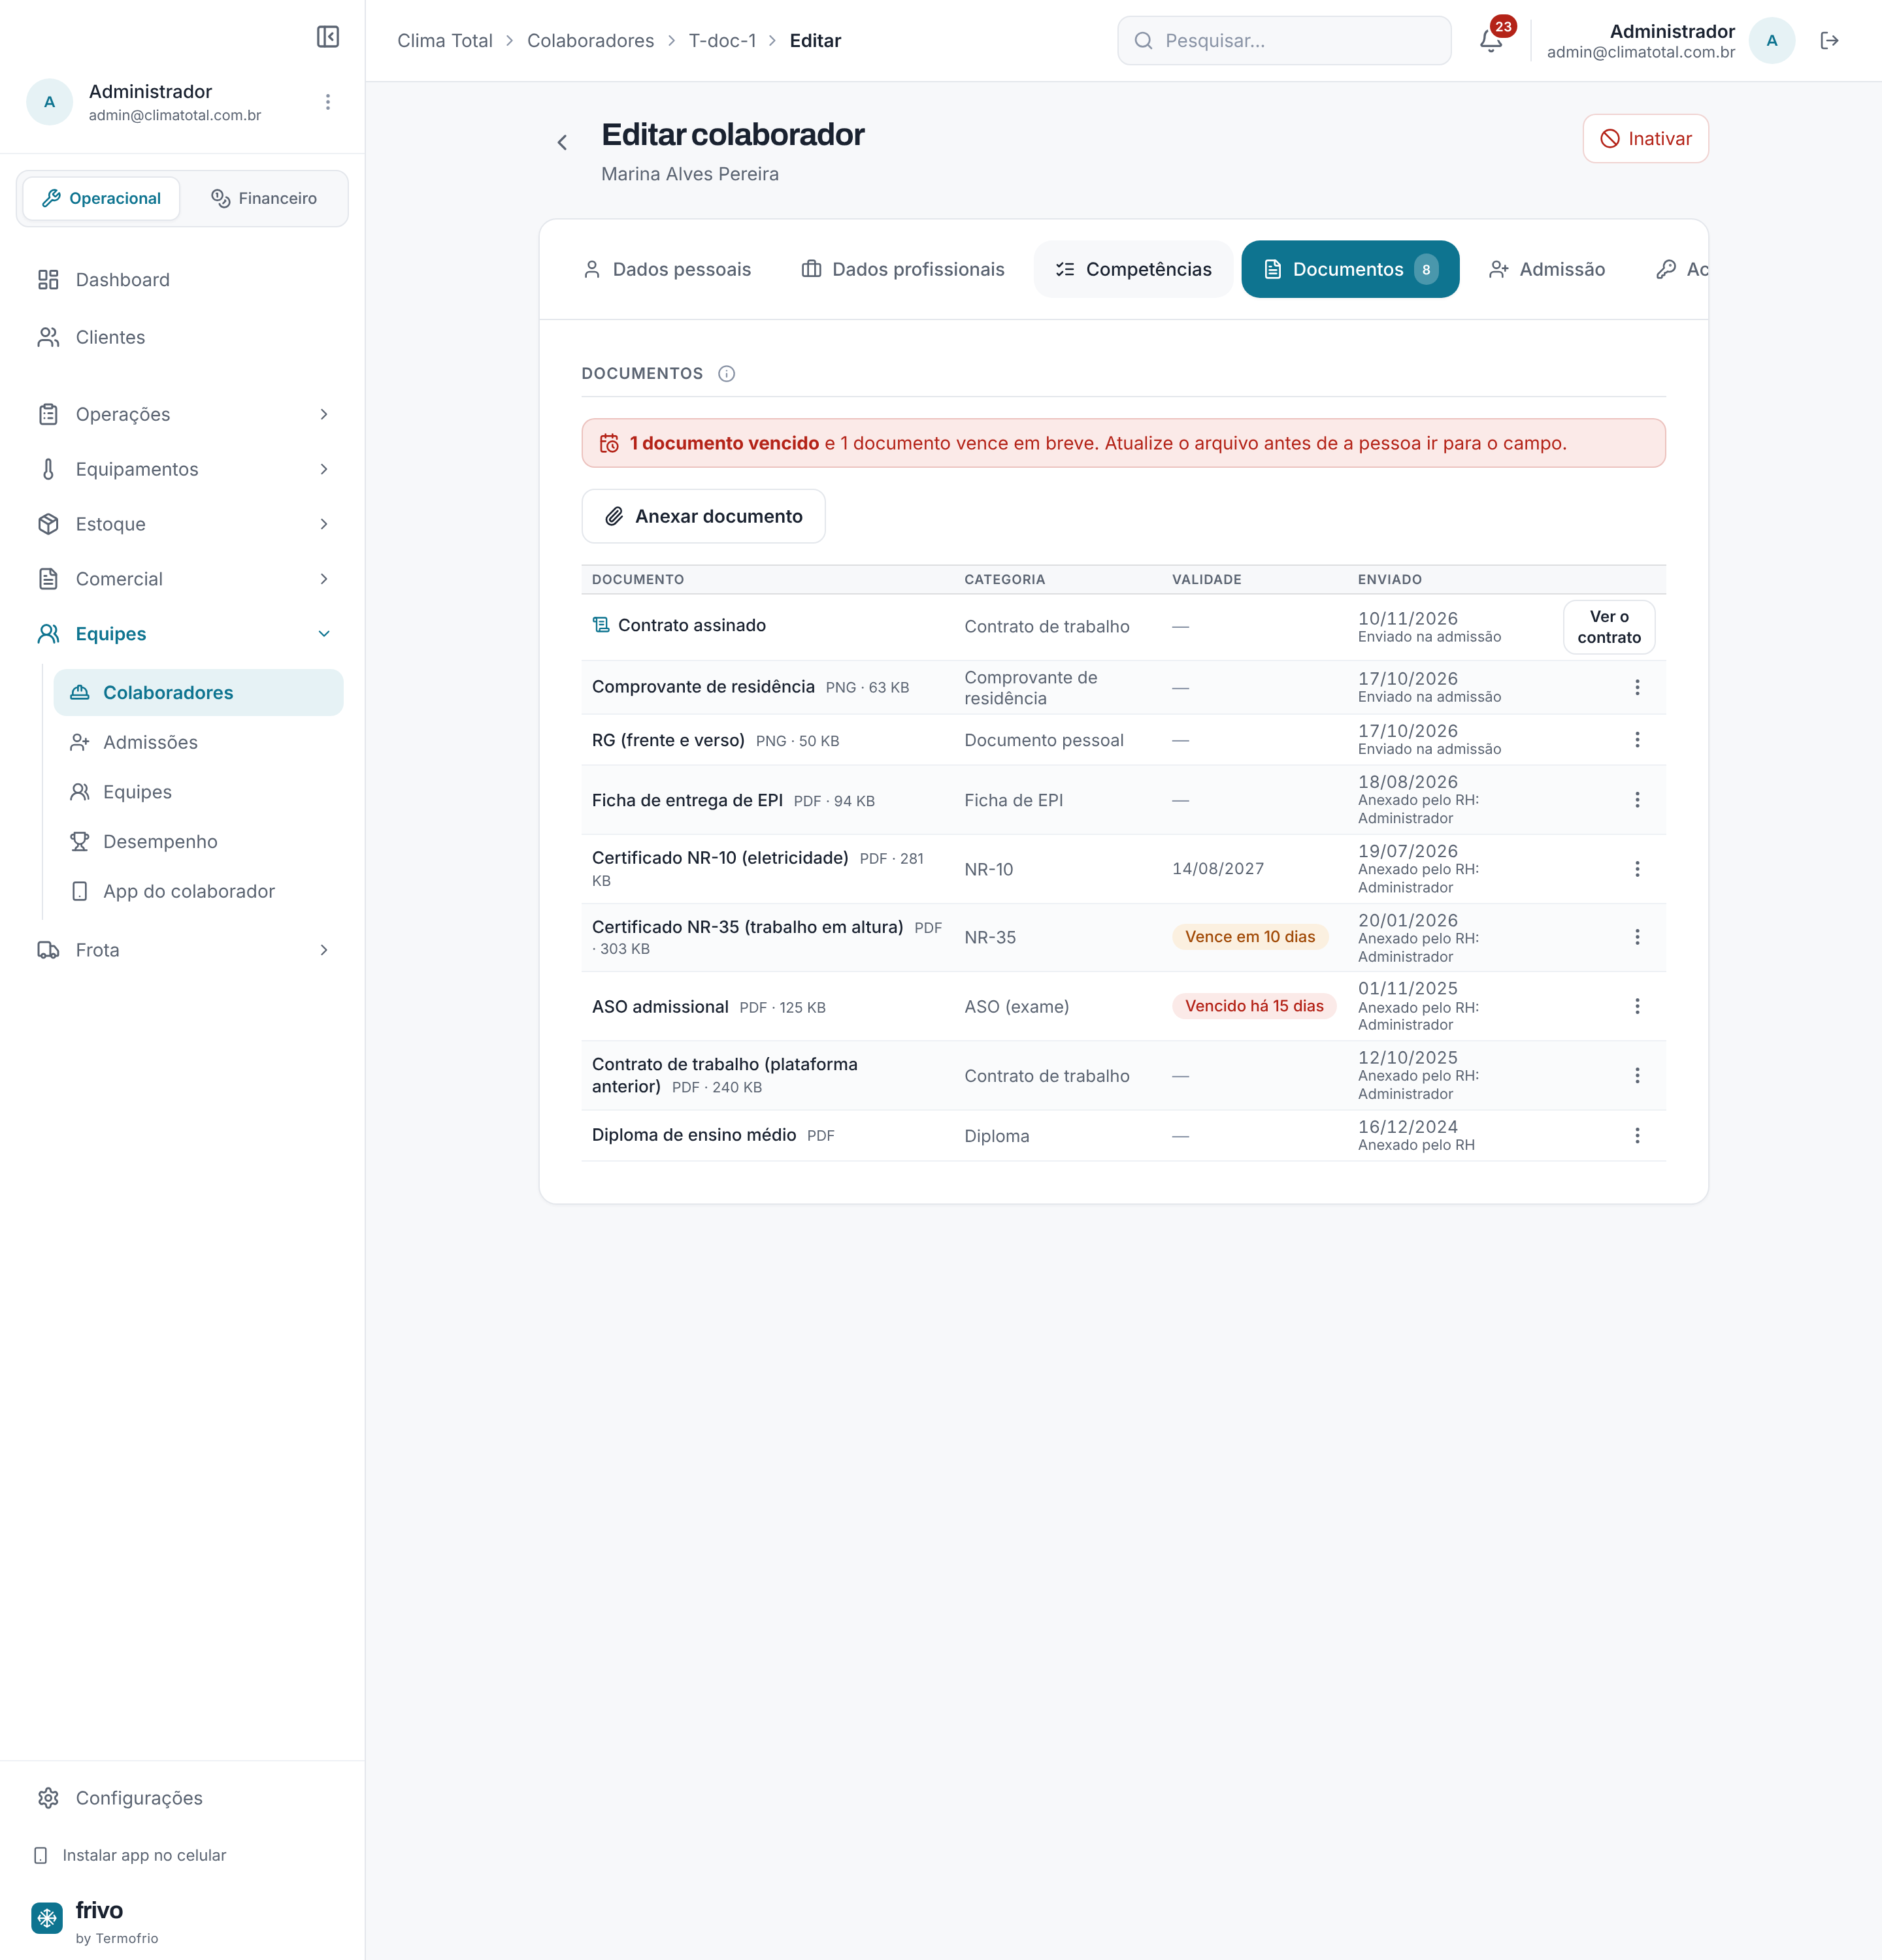 Clima Total > Colaboradores > T-doc-1 > Editar
Pesquisar...
23
Administrador
admin@climatotal.com.br
A
A
Administrador
admin@climatotal.com.br
Operacional
Financeiro
Dashboard
Clientes
Operações
Equipamentos
Estoque
Comercial
Equipes
Colaboradores
Admissões
Equipes
Desempenho
App do colaborador
Frota
Configurações
Instalar app no celular
frivo
by Termofrio
Editar colaborador
Marina Alves Pereira
Inativar
Dados pessoais
Dados profissionais
Competências
Documentos 8
Admissão
Ac
DOCUMENTOS
1 documento vencido e 1 documento vence em breve. Atualize o arquivo antes de a pessoa ir para o campo.
Anexar documento
DOCUMENTO CATEGORIA VALIDADE ENVIADO
Contrato assinado
Contrato de trabalho
—
10/11/2026
Enviado na admissão
Ver o
contrato
Comprovante de residência PNG · 63 KB
Comprovante de
residência
—
17/10/2026
Enviado na admissão
RG (frente e verso) PNG · 50 KB
Documento pessoal
—
17/10/2026
Enviado na admissão
Ficha de entrega de EPI PDF · 94 KB
Ficha de EPI
—
18/08/2026
Anexado pelo RH:
Administrador
Certificado NR-10 (eletricidade) PDF · 281
KB
NR-10
14/08/2027
19/07/2026
Anexado pelo RH:
Administrador
Certificado NR-35 (trabalho em altura) PDF
· 303 KB
NR-35
Vence em 10 dias
20/01/2026
Anexado pelo RH:
Administrador
ASO admissional PDF · 125 KB
ASO (exame)
Vencido há 15 dias
01/11/2025
Anexado pelo RH:
Administrador
Contrato de trabalho (plataforma
anterior) PDF · 240 KB
Contrato de trabalho
—
12/10/2025
Anexado pelo RH:
Administrador
Diploma de ensino médio PDF
Diploma
—
16/12/2024
Anexado pelo RH